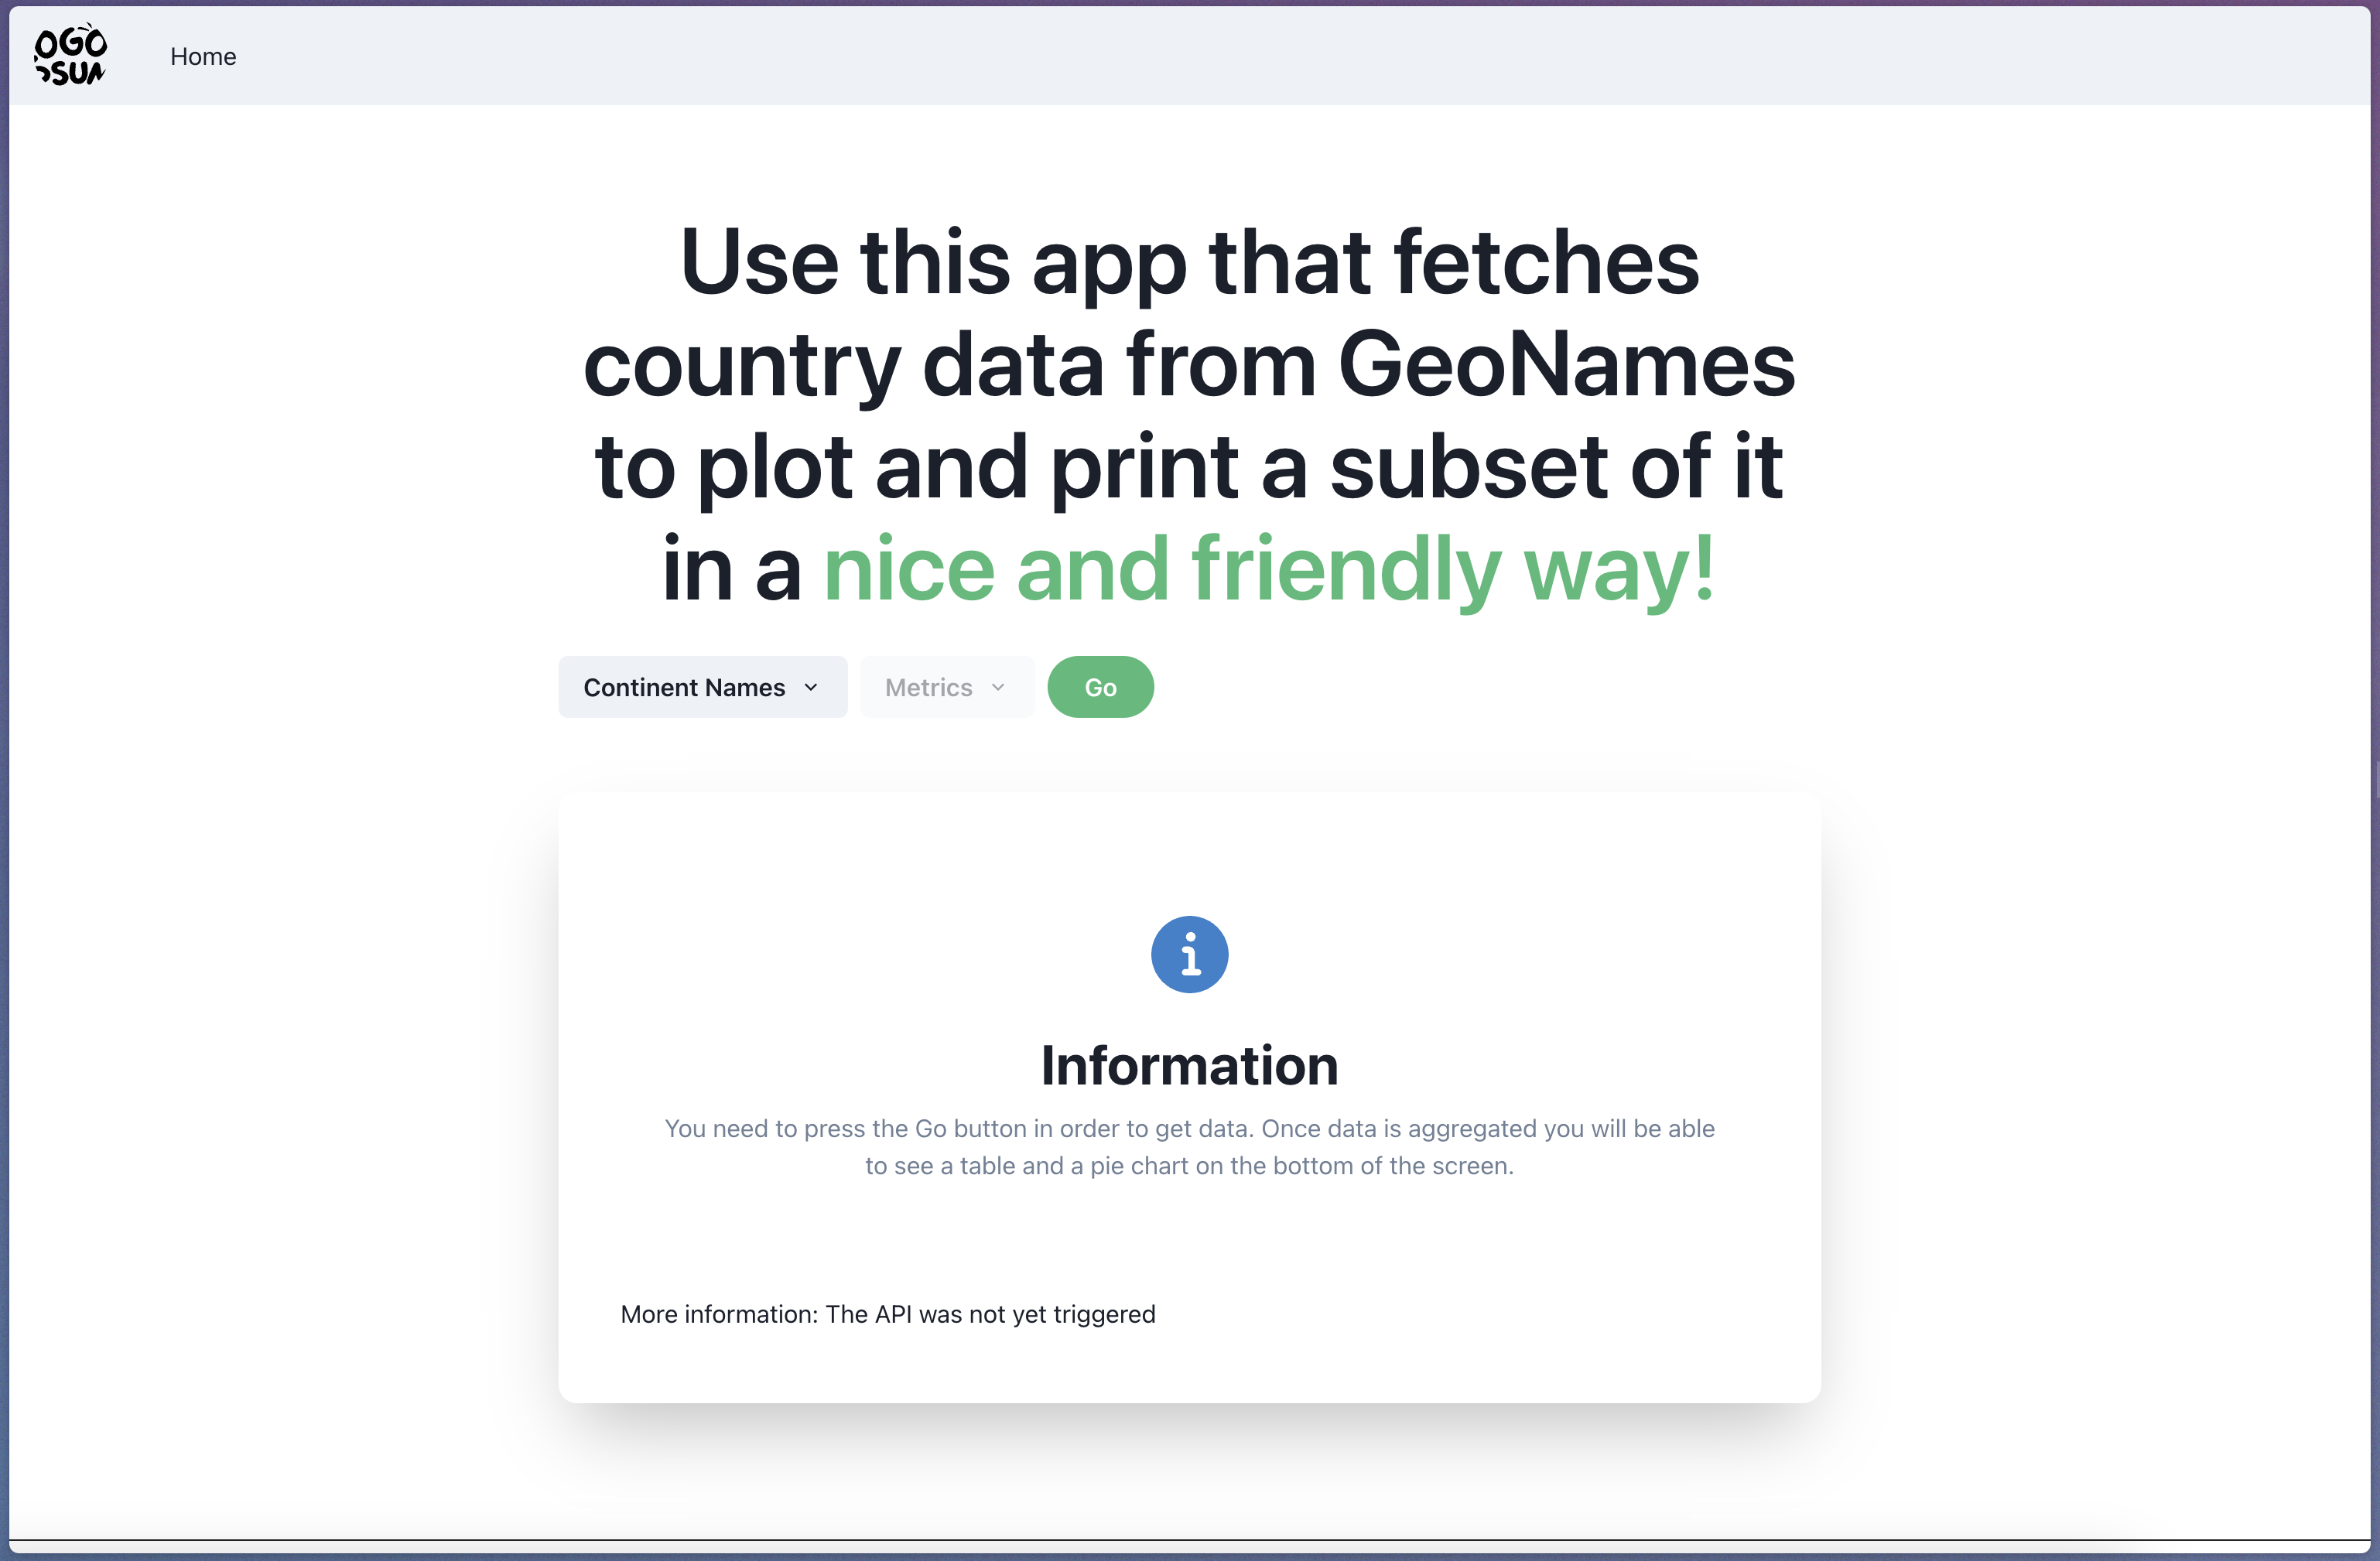 OGO
SUN
Home
Use this app that fetches
country data from GeoNames
to plot and print a subset of it
in a nice and friendly way!
Continent Names
Metrics
Go
Information
You need to press the Go button in order to get data. Once data is aggregated you will be able
to see a table and a pie chart on the bottom of the screen.
More information: The API was not yet triggered